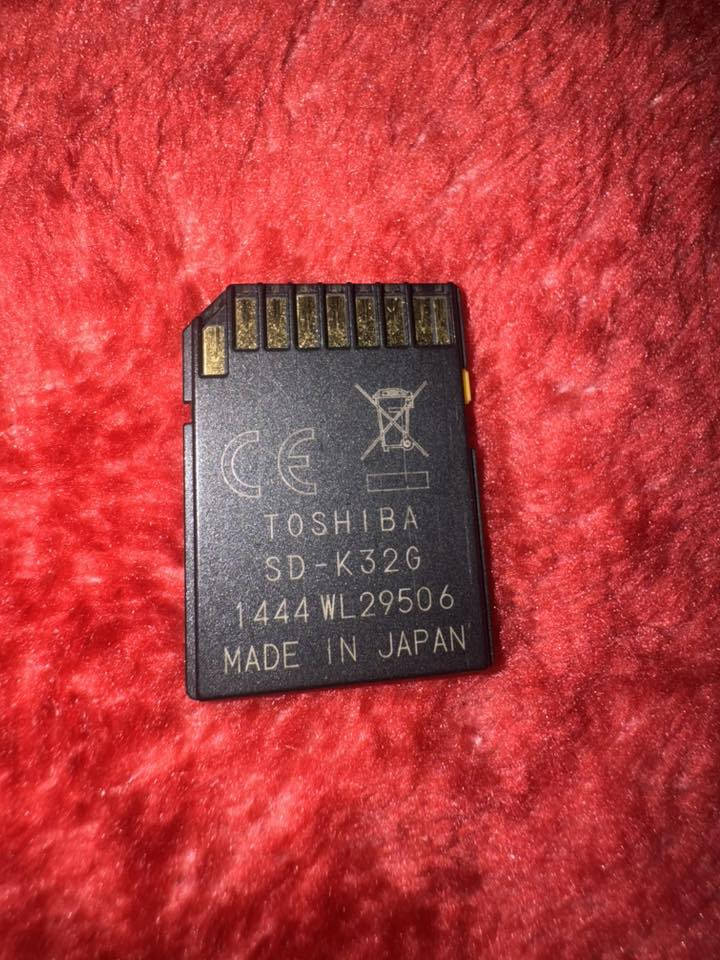 CE
TOSHIBA
SD-K32G
1444 WL29506
MADE IN JAPAN